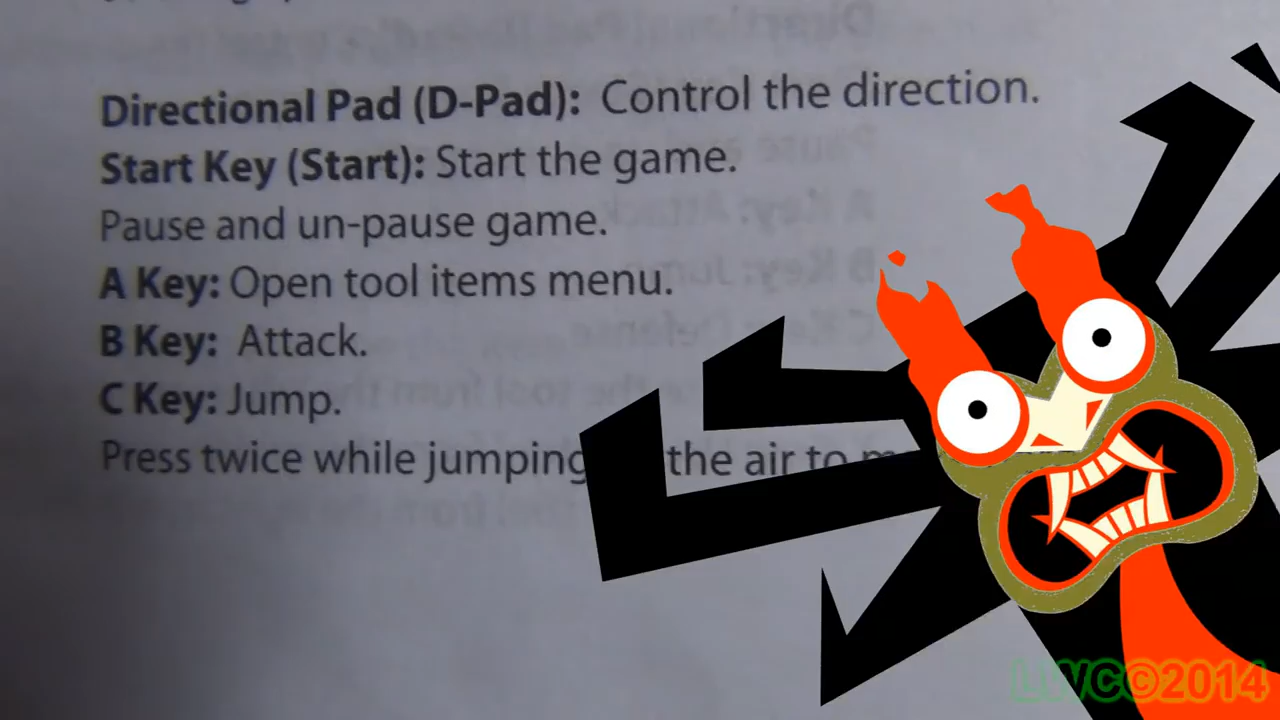 Directional Pad (D-Pad): Control the direction.
Start Key (Start): Start the game.
Pause and un-pause game.
A Key: Open tool items menu.
B Key: Attack.
C Key: Jump.
Press twice while jumping the air to
LWC©2014